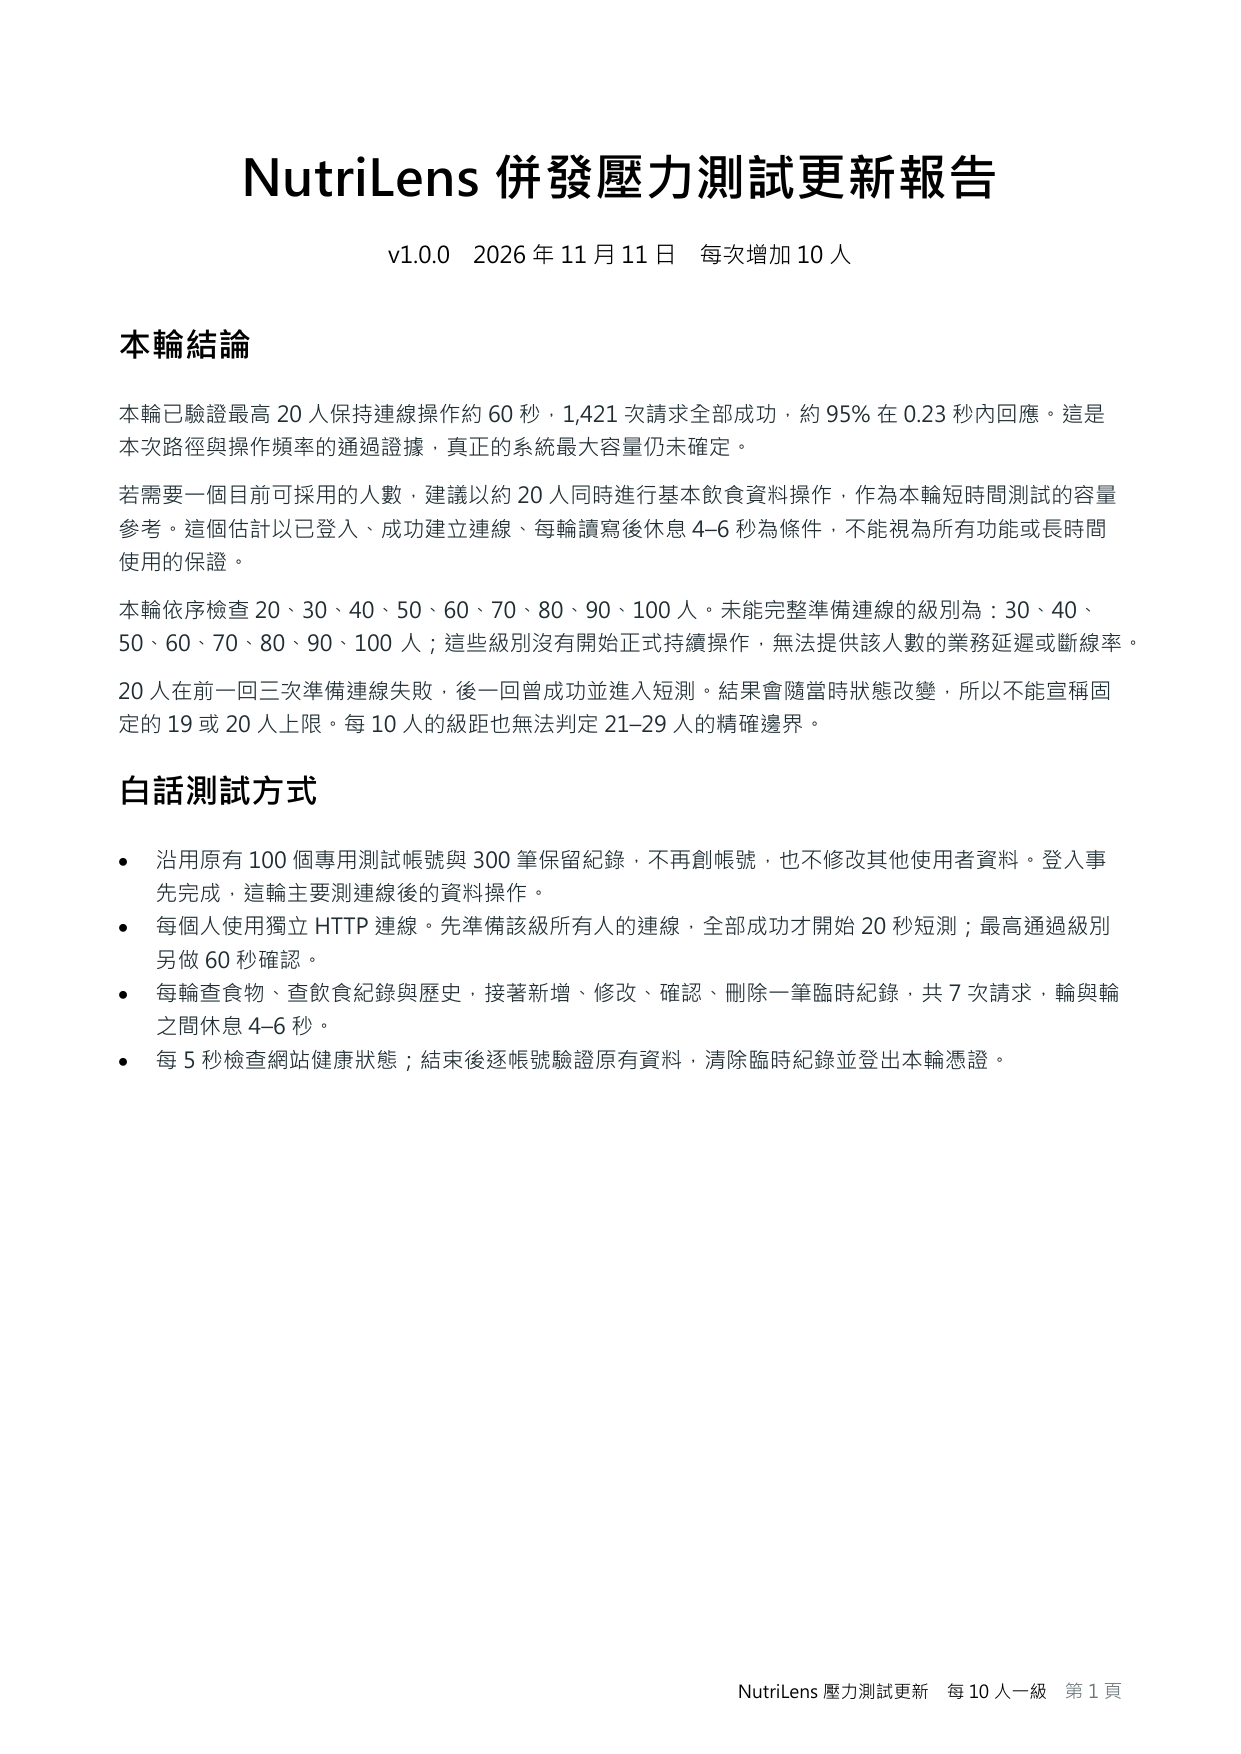 NutriLens 併發壓力測試更新報告
v1.0.0　2026 年 11 月 11 日　每次增加 10 人
本輪結論
本輪已驗證最高 20 人保持連線操作約 60 秒，1,421 次請求全部成功，約 95% 在 0.23 秒內回應。這是
本次路徑與操作頻率的通過證據，真正的系統最大容量仍未確定。
若需要一個目前可採用的人數，建議以約 20 人同時進行基本飲食資料操作，作為本輪短時間測試的容量
參考。這個估計以已登入、成功建立連線、每輪讀寫後休息 4–6 秒為條件，不能視為所有功能或長時間
使用的保證。
本輪依序檢查 20、30、40、50、60、70、80、90、100 人。未能完整準備連線的級別為：30、40、
50、60、70、80、90、100 人；這些級別沒有開始正式持續操作，無法提供該人數的業務延遲或斷線率。
20 人在前一回三次準備連線失敗，後一回曾成功並進入短測。結果會隨當時狀態改變，所以不能宣稱固
定的 19 或 20 人上限。每 10 人的級距也無法判定 21–29 人的精確邊界。
白話測試方式
• 沿用原有 100 個專用測試帳號與 300 筆保留紀錄，不再創帳號，也不修改其他使用者資料。登入事
先完成，這輪主要測連線後的資料操作。
• 每個人使用獨立 HTTP 連線。先準備該級所有人的連線，全部成功才開始 20 秒短測；最高通過級別
另做 60 秒確認。
• 每輪查食物、查飲食紀錄與歷史，接著新增、修改、確認、刪除一筆臨時紀錄，共 7 次請求，輪與輪
之間休息 4–6 秒。
• 每 5 秒檢查網站健康狀態；結束後逐帳號驗證原有資料，清除臨時紀錄並登出本輪憑證。
NutriLens 壓力測試更新　每 10 人一級　第 1 頁